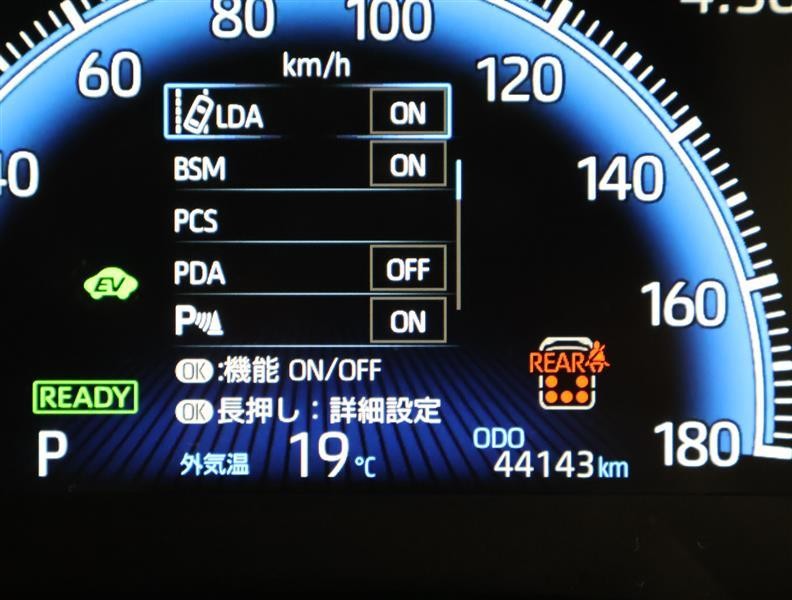 80 100
km/h
60 120
LDA ON
40 BSM ON 140
PCS
PDA OFF
EV
P ON 160
OK:機能 ON/OFF
REAR
READY OK長押し:詳細設定
P 外気温 19℃ ODO 44143km 180